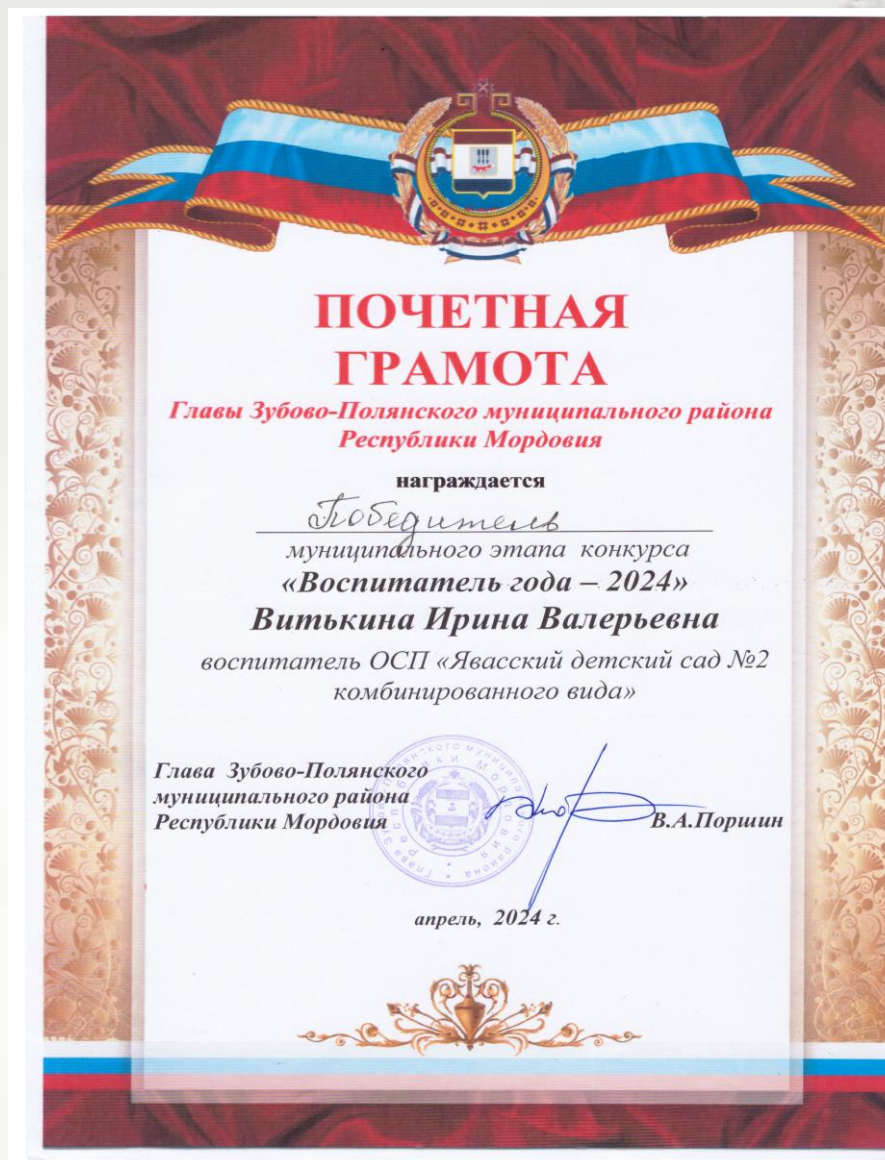 ПОЧЕТНАЯ
ГРАМОТА
Главы Зубово-Полянского муниципального района
Республики Мордовия
награждается
Победитель
муниципального этапа конкурса
«Воспитатель года – 2024»
Витькина Ирина Валерьевна
воспитатель ОСП «Явасский детский сад №2
комбинированного вида»
Глава Зубово-Полянского
муниципального района
Республики Мордовия
В.А.Поршин
апрель, 2024 г.